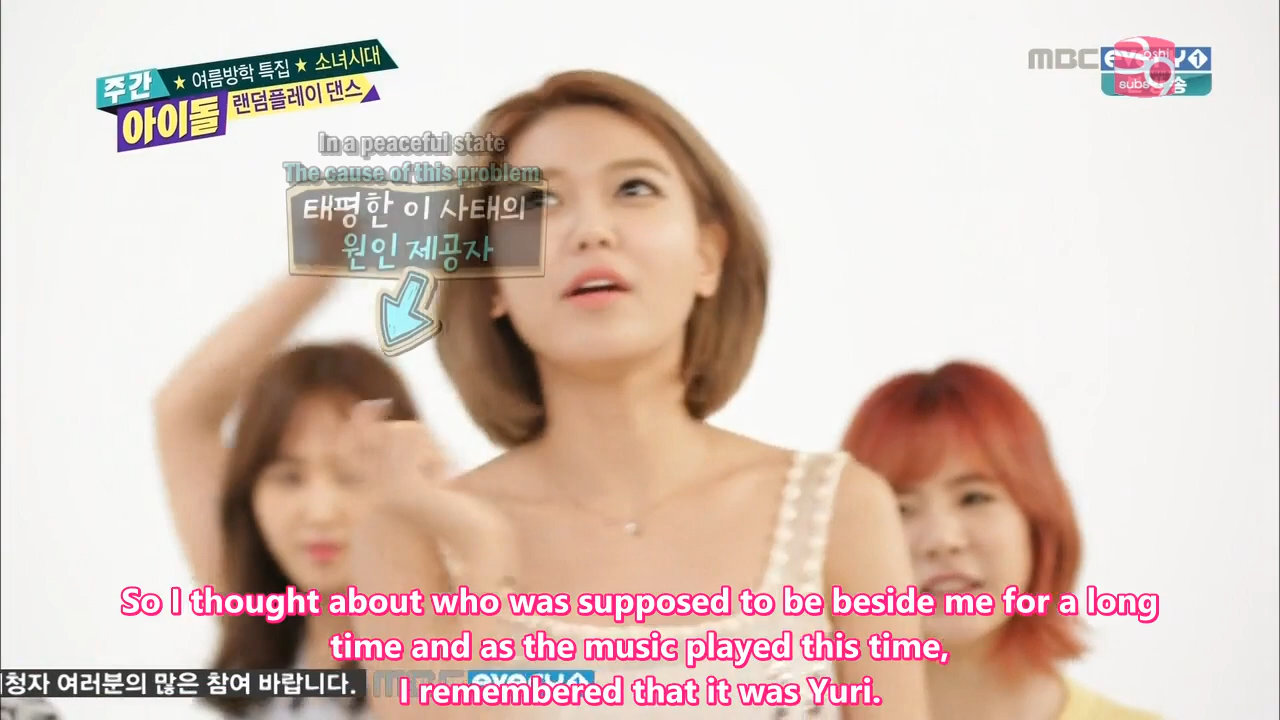 주간
아이돌
★ 여름방학 특집 ★ 소녀시대
랜덤플레이 댄스
MBC
oshi
subs
In a peaceful state
The cause of this problem
태평한 이 사태의
원인 제공자
So I thought about who was supposed to be beside me for a long
time and as the music played this time,
I remembered that it was Yuri.
청자 여러분의 많은 참여 바랍니다.
MBC